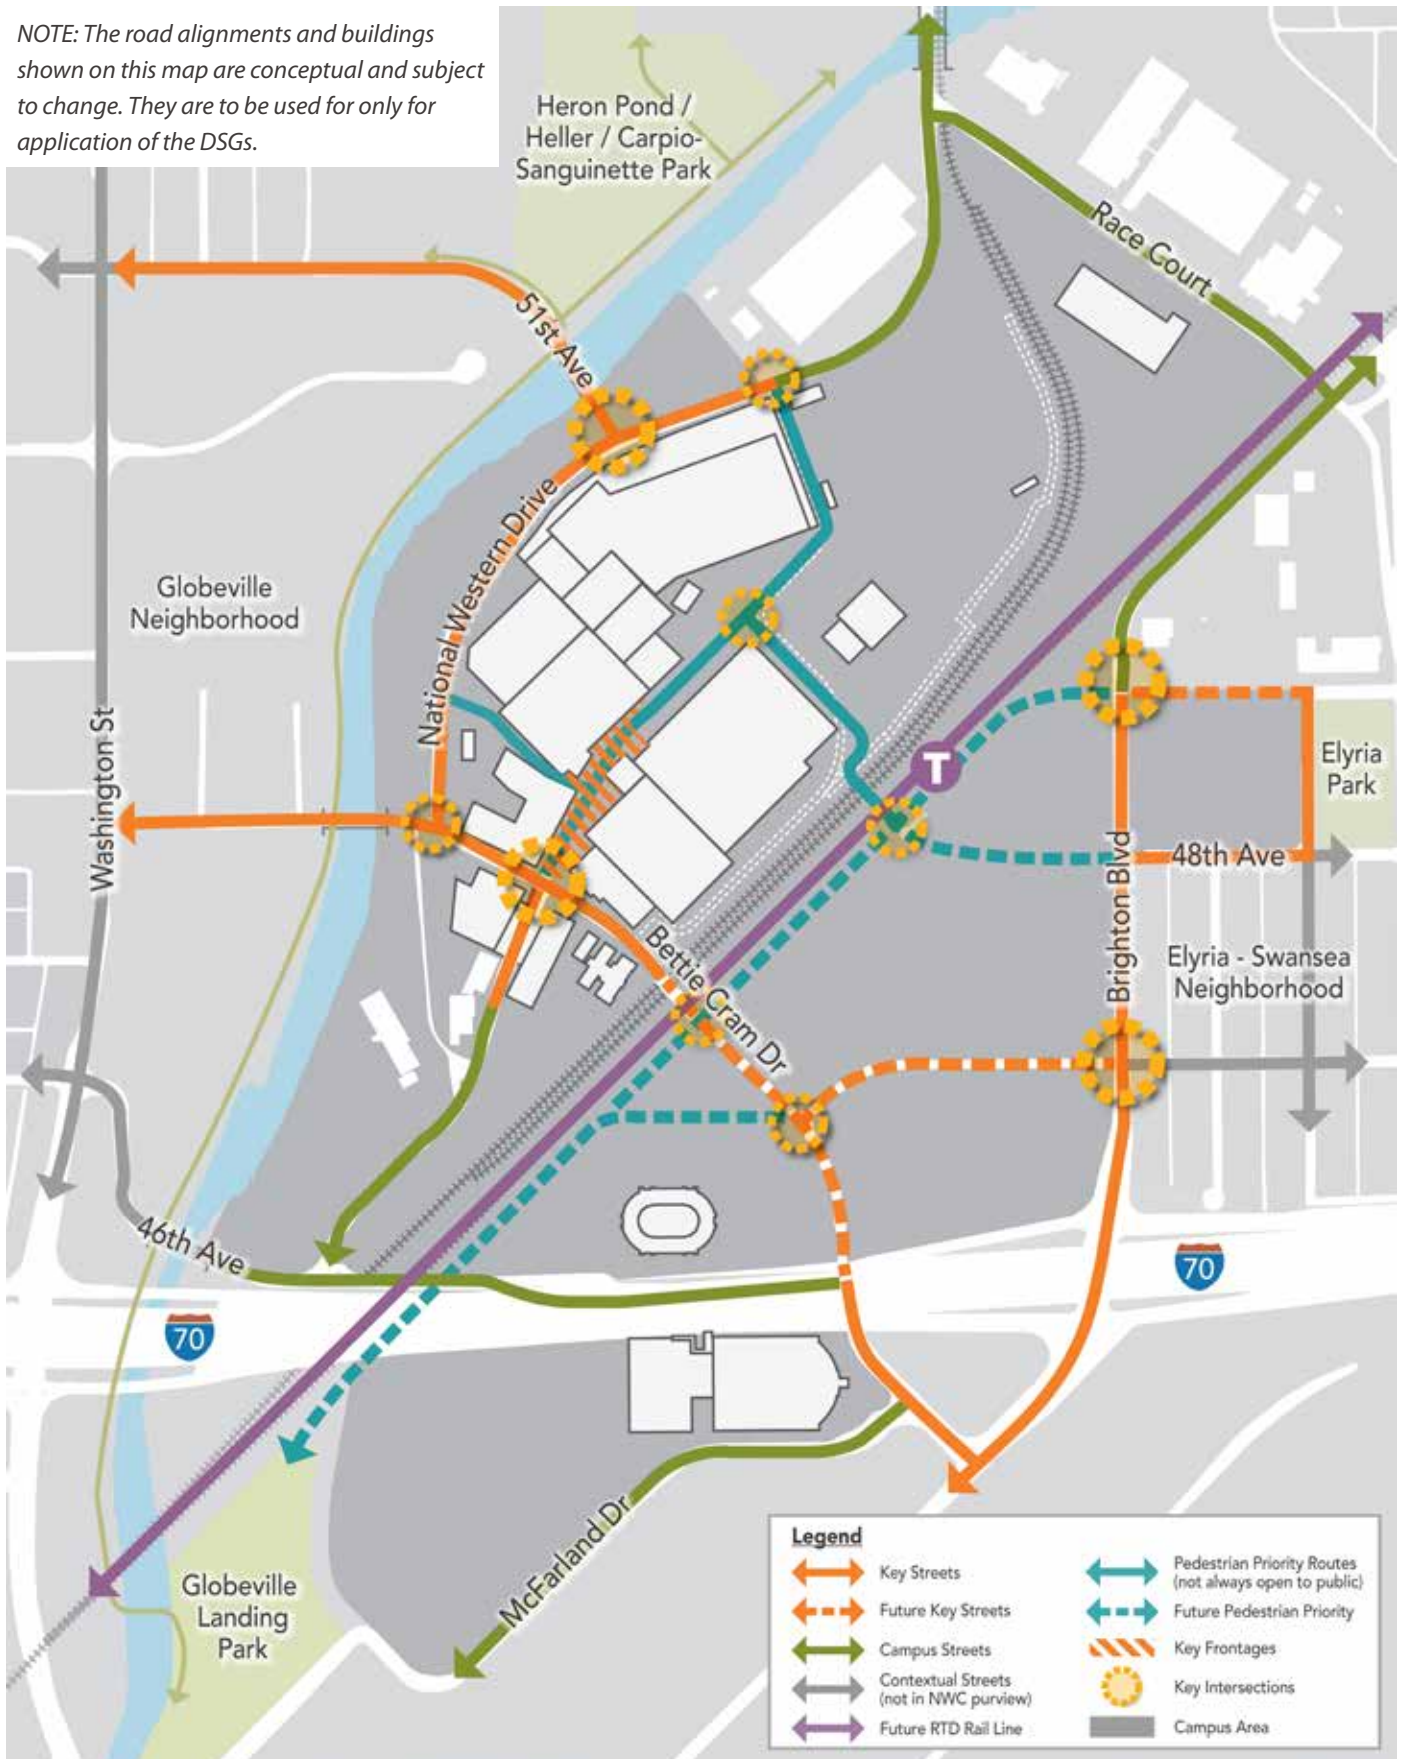 NOTE: The road alignments and buildings
shown on this map are conceptual and subject
to change. They are to be used for only for
application of the DSGs.
Heron Pond /
Heller / Carpio-
Sanguinette Park
Race Court
51st Ave
National Western Drive
Globeville
Neighborhood
Washington St
T
Elyria
Park
48th Ave
Brighton Blvd
Elyria - Swansea
Neighborhood
Bettie Cram Dr
46th Ave
70
70
McFarland Dr
Globeville
Landing
Park
Legend
Key Streets
Future Key Streets
Campus Streets
Contextual Streets
(not in NWC purview)
Future RTD Rail Line
Pedestrian Priority Routes
(not always open to public)
Future Pedestrian Priority
Key Frontages
Key Intersections
Campus Area